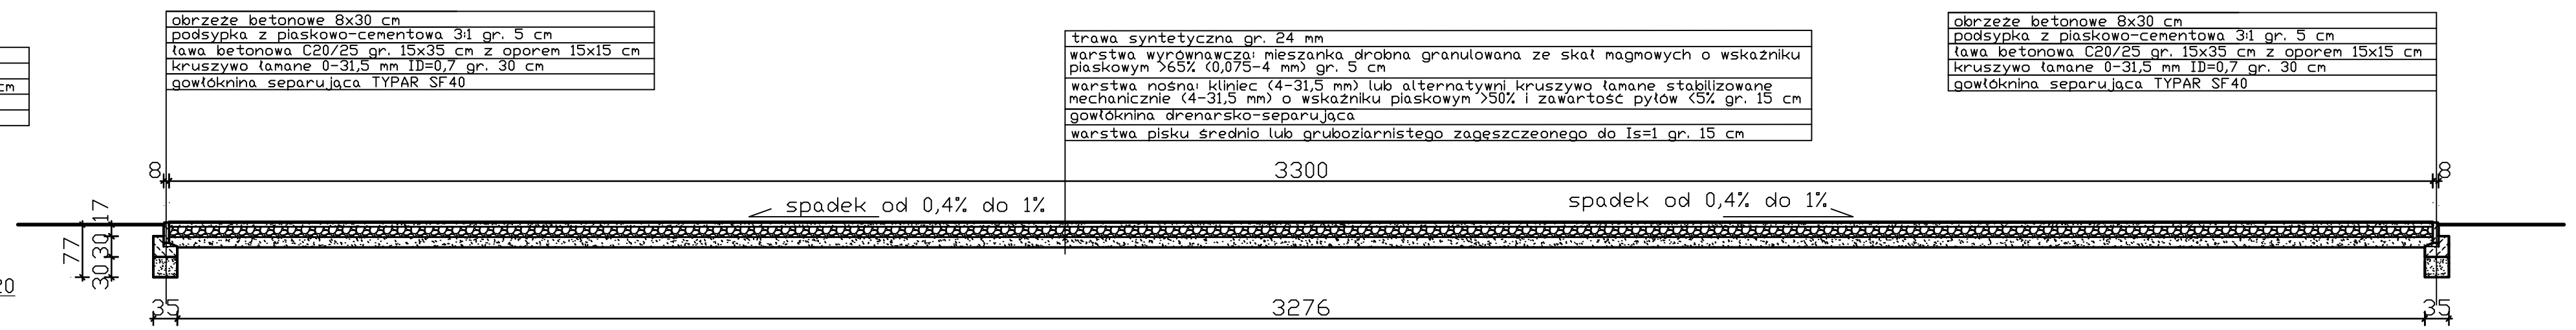 obrzeże betonowe 8x30 cm
podsypka z piaskowo-cementowa 3:1 gr. 5 cm
ława betonowa C20/25 gr. 15x35 cm z oporem 15x15 cm
kruszywo łamane 0-31,5 mm ID=0,7 gr. 30 cm
gowłóknina separująca TYPAR SF40
cm
trawa syntetyczna gr. 24 mm
warstwa wyrównawcza: mieszanka drobna granulowana ze skał magmowych o wskaźniku
piaskowym >65% (0,075-4 mm) gr. 5 cm
warstwa nośna: kliniec (4-31,5 mm) lub alternatywni kruszywo łamane stabilizowane
mechanicznie (4-31,5 mm) o wskaźniku piaskowym >50% i zawartość pyłów <5% gr. 15 cm
gowłóknina drenarsko-separująca
warstwa pisku średnio lub gruboziarnistego zagęszczeonego do Is=1 gr. 15 cm
obrzeże betonowe 8x30 cm
podsypka z piaskowo-cementowa 3:1 gr. 5 cm
ława betonowa C20/25 gr. 15x35 cm z oporem 15x15 cm
kruszywo łamane 0-31,5 mm ID=0,7 gr. 30 cm
gowłóknina separująca TYPAR SF40
8
3300
8
spadek od 0,4% do 1%
spadek od 0,4% do 1%
17
30
30
77
20
35
3276
35